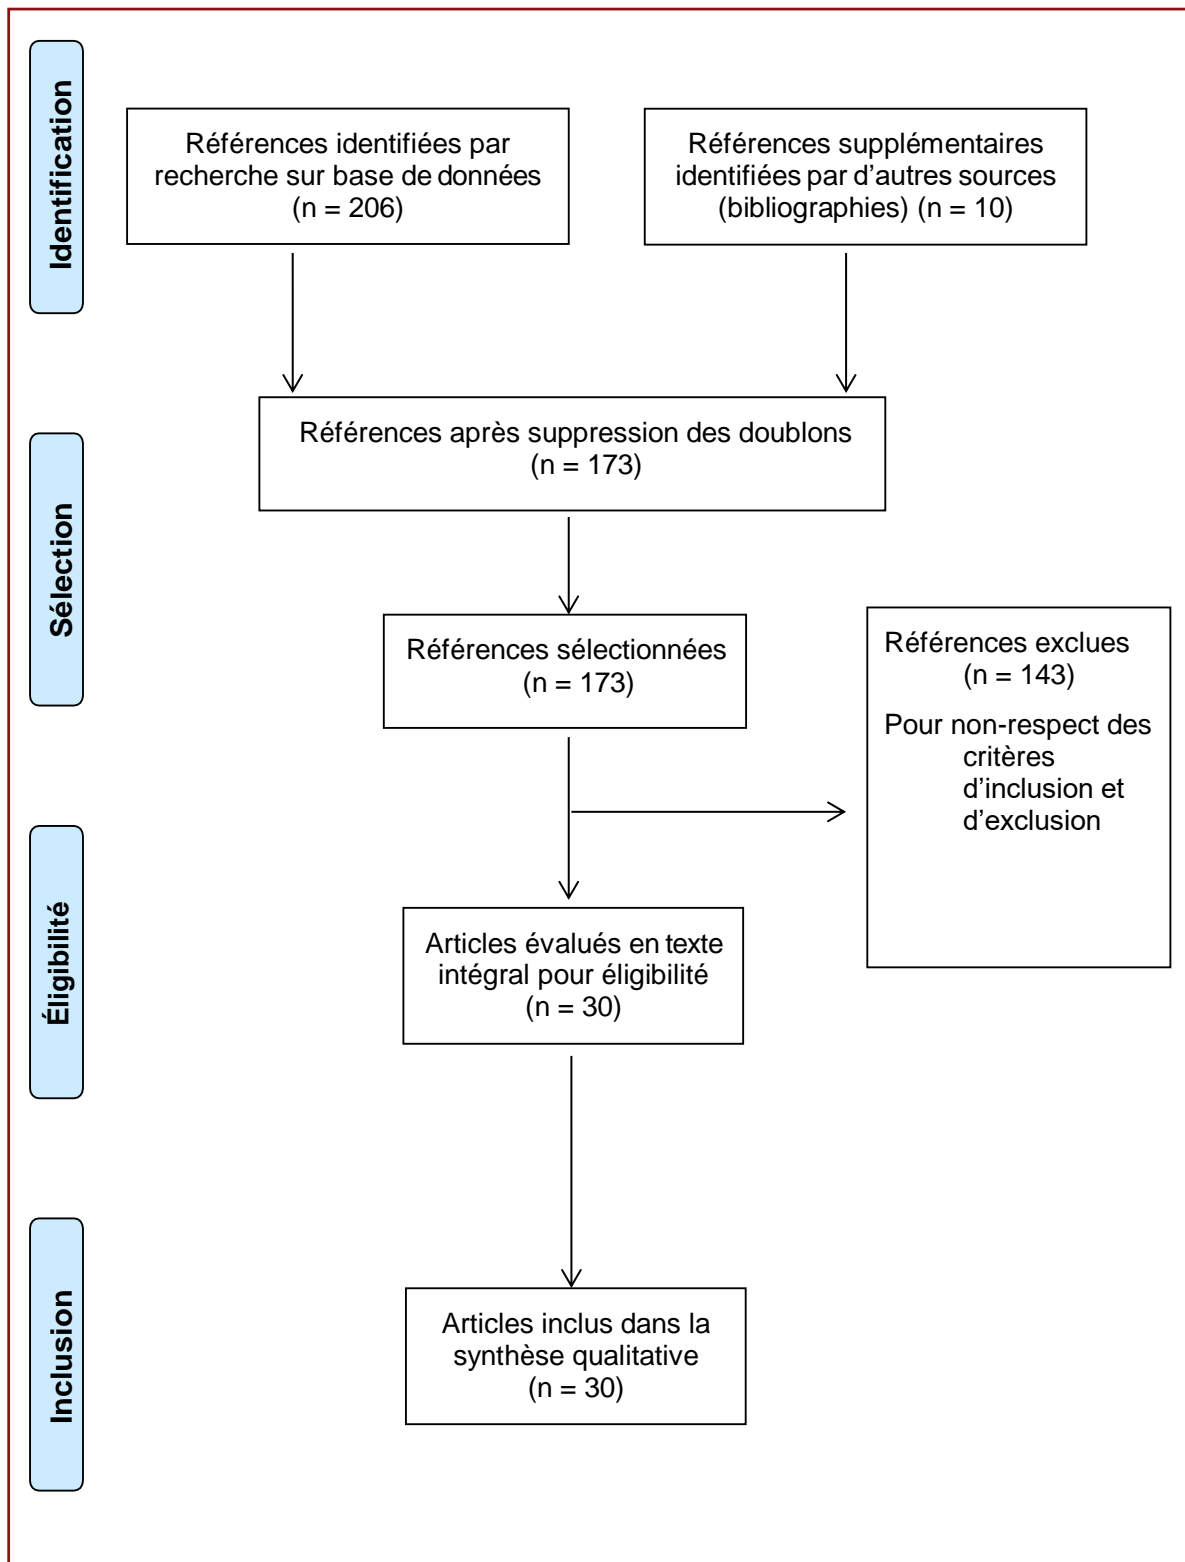 Identification
Références identifiées par
recherche sur base de données
(n = 206)
Références supplémentaires
identifiées par d’autres sources
(bibliographies) (n = 10)
Sélection
Références après suppression des doublons
(n = 173)
Références sélectionnées
(n = 173)
Références exclues
(n = 143)
Pour non-respect des
critères
d’inclusion et
d’exclusion
Éligibilité
Articles évalués en texte
intégral pour éligibilité
(n = 30)
Inclusion
Articles inclus dans la
synthèse qualitative
(n = 30)